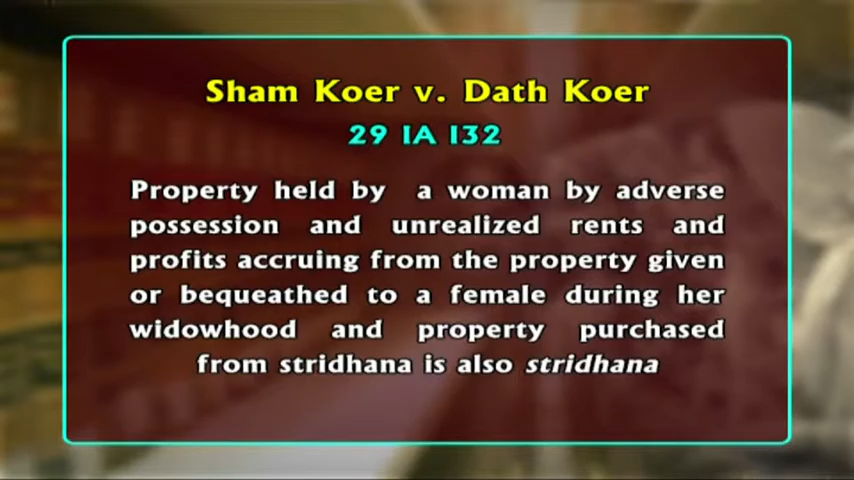 Sham Koer v. Dath Koer
29 IA 132
Property held by a woman by adverse
possession and unrealized rents and
profits accruing from the property given
or bequeathed to a female during her
widowhood and property purchased
from stridhana is also stridhana